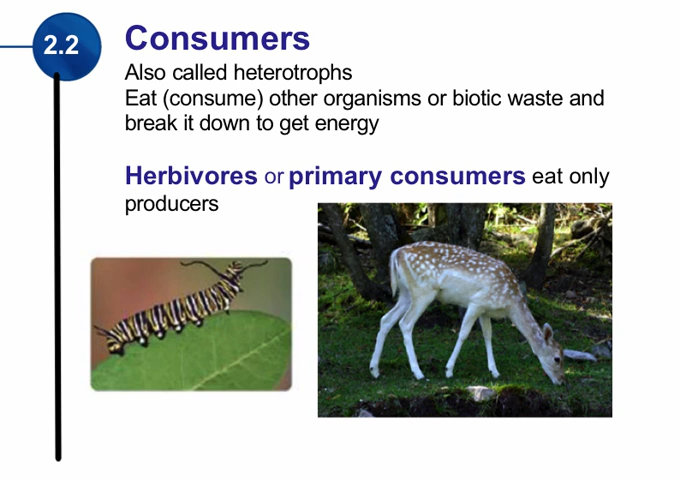 2.2
Consumers
Also called heterotrophs
Eat (consume) other organisms or biotic waste and
break it down to get energy
Herbivores or primary consumers eat only
producers